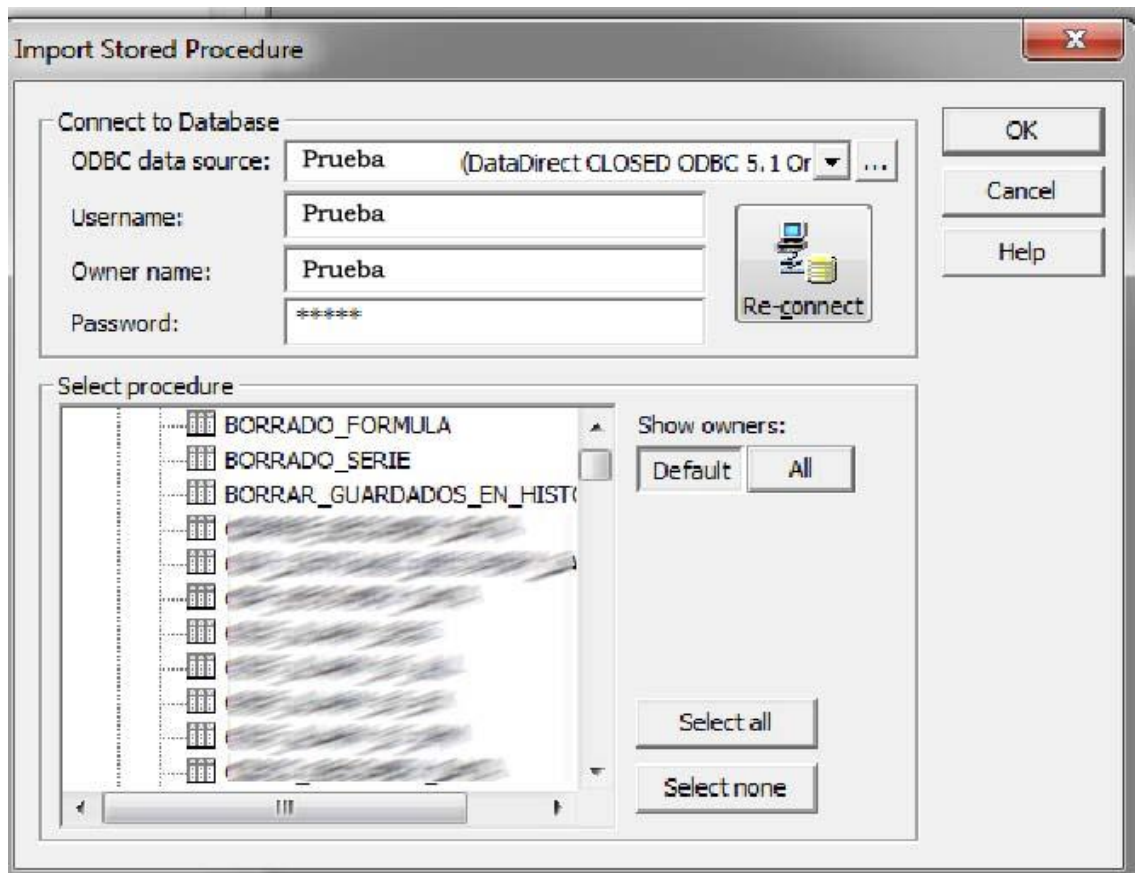 Import Stored Procedure
Connect to Database
ODBC data source: Prueba (DataDirect CLOSED ODBC 5.1 Or ...
Username: Prueba
Owner name: Prueba
Password: *****
Re-connect
OK
Cancel
Help
Select procedure
BORRADO_FORMULA
BORRADO_SERIE
BORRAR_GUARDADOS_EN_HISTO
Show owners:
Default All
Select all
Select none